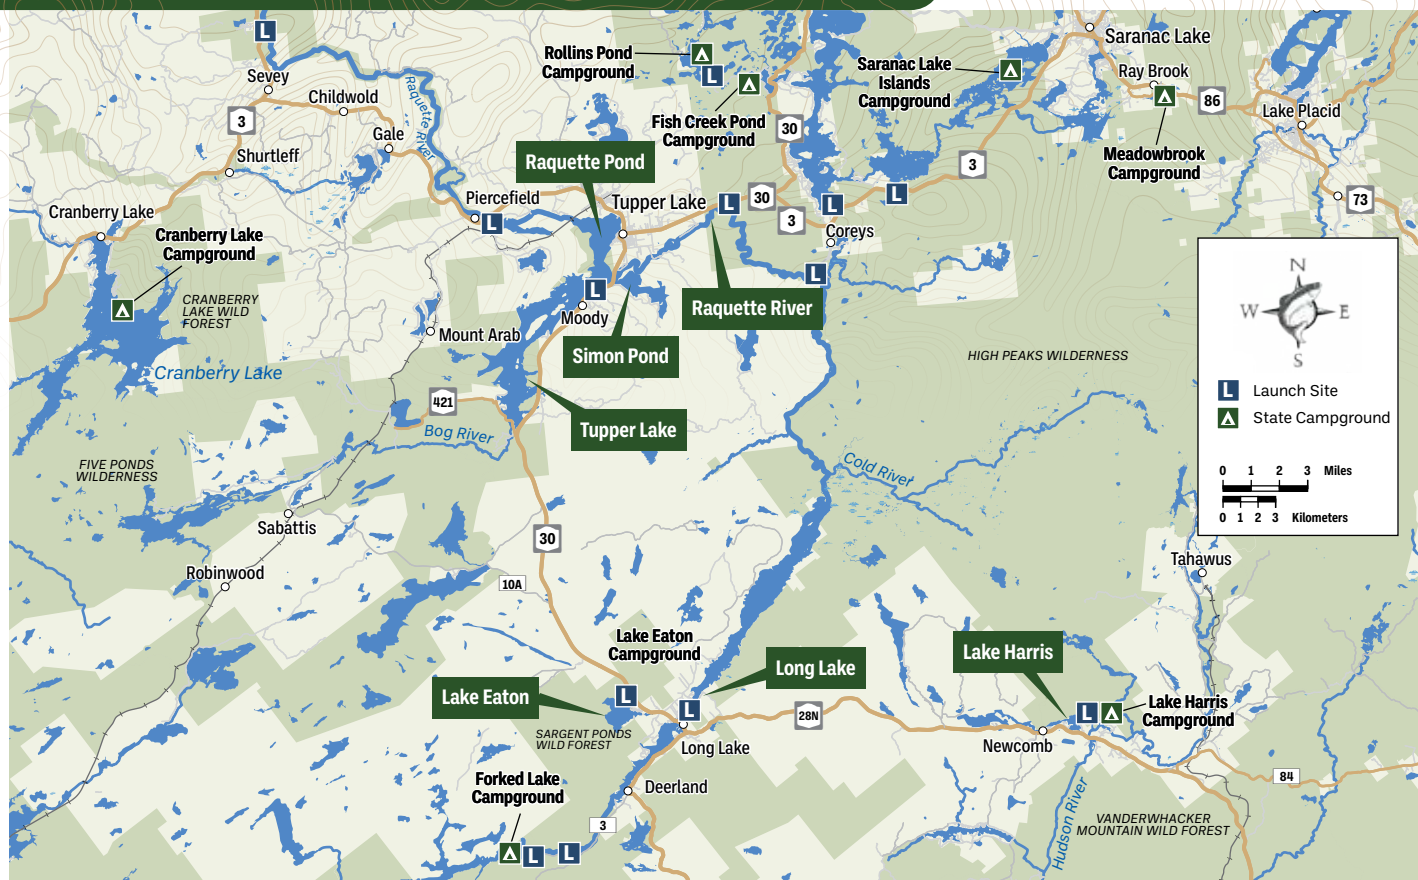 L
Sevey
Childwold
3
Gale
Shurtleff
Raquette River
Rollins Pond
Campground
L
Fish Creek Pond
Campground
30
Saranac Lake
Islands
Campground
Saranac Lake
Ray Brook
86
Lake Placid
Meadowbrook
Campground
3
73
Raquette Pond
Piercefield
L
Tupper Lake
L
30
3
L
L
Coreys
Cranberry Lake
Cranberry Lake
Campground
CRANBERRY
LAKE WILD
FOREST
Cranberry Lake
L
Moody
L
Raquette River
Mount Arab
Simon Pond
421
Tupper Lake
Bog River
HIGH PEAKS WILDERNESS
N
W
E
S
L Launch Site
State Campground
0 1 2 3 Miles
0 1 2 3 Kilometers
FIVE PONDS
WILDERNESS
Cold River
Sabattis
30
Robinwood
10A
Tahawus
Lake Eaton
Campground
Long Lake
Lake Harris
Lake Eaton
L
L
28N
L
Lake Harris
Campground
SARGENT PONDS
WILD FOREST
Long Lake
Newcomb
Forked Lake
Campground
Deerland
84
3
L
L
Hudson River
VANDERWHACKER
MOUNTAIN WILD FOREST